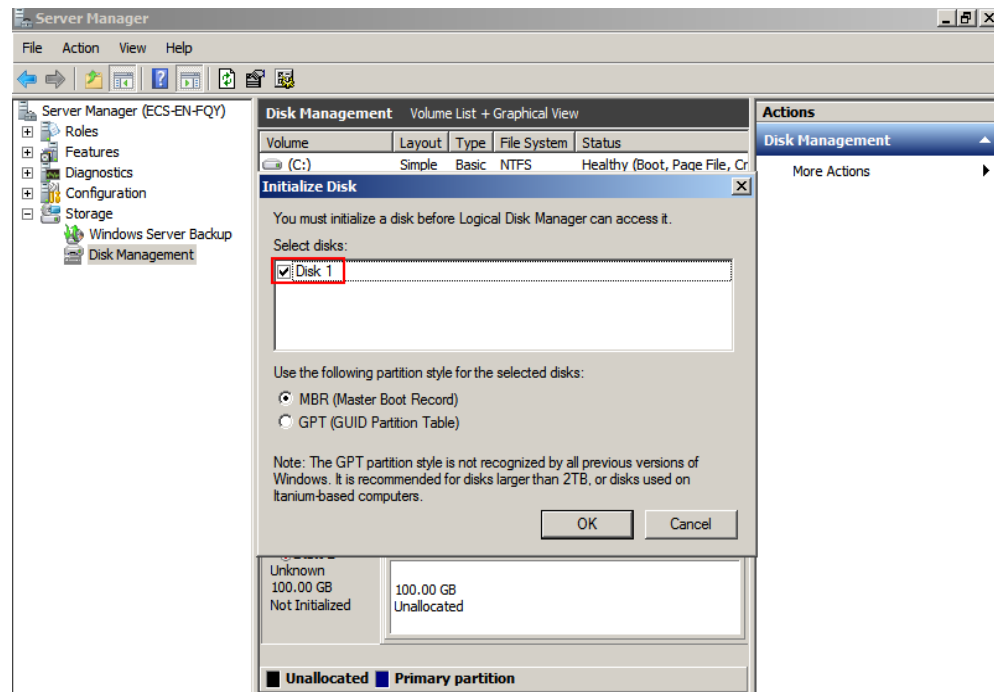 Server Manager
File Action View Help
Server Manager (ECS-EN-FQY)
Roles
Features
Diagnostics
Configuration
Storage
Windows Server Backup
Disk Management
Disk Management Volume List + Graphical View
Volume Layout Type File System Status
(C:) Simple Basic NTFS Healthy (Boot, Page File, Cr
Initialize Disk
You must initialize a disk before Logical Disk Manager can access it.
Select disks:
Disk 1
Use the following partition style for the selected disks:
MBR (Master Boot Record)
GPT (GUID Partition Table)
Note: The GPT partition style is not recognized by all previous versions of
Windows. It is recommended for disks larger than 2TB, or disks used on
Itanium-based computers.
OK Cancel
Unknown
100.00 GB
Not Initialized
100.00 GB
Unallocated
Unallocated Primary partition
Actions
Disk Management
More Actions